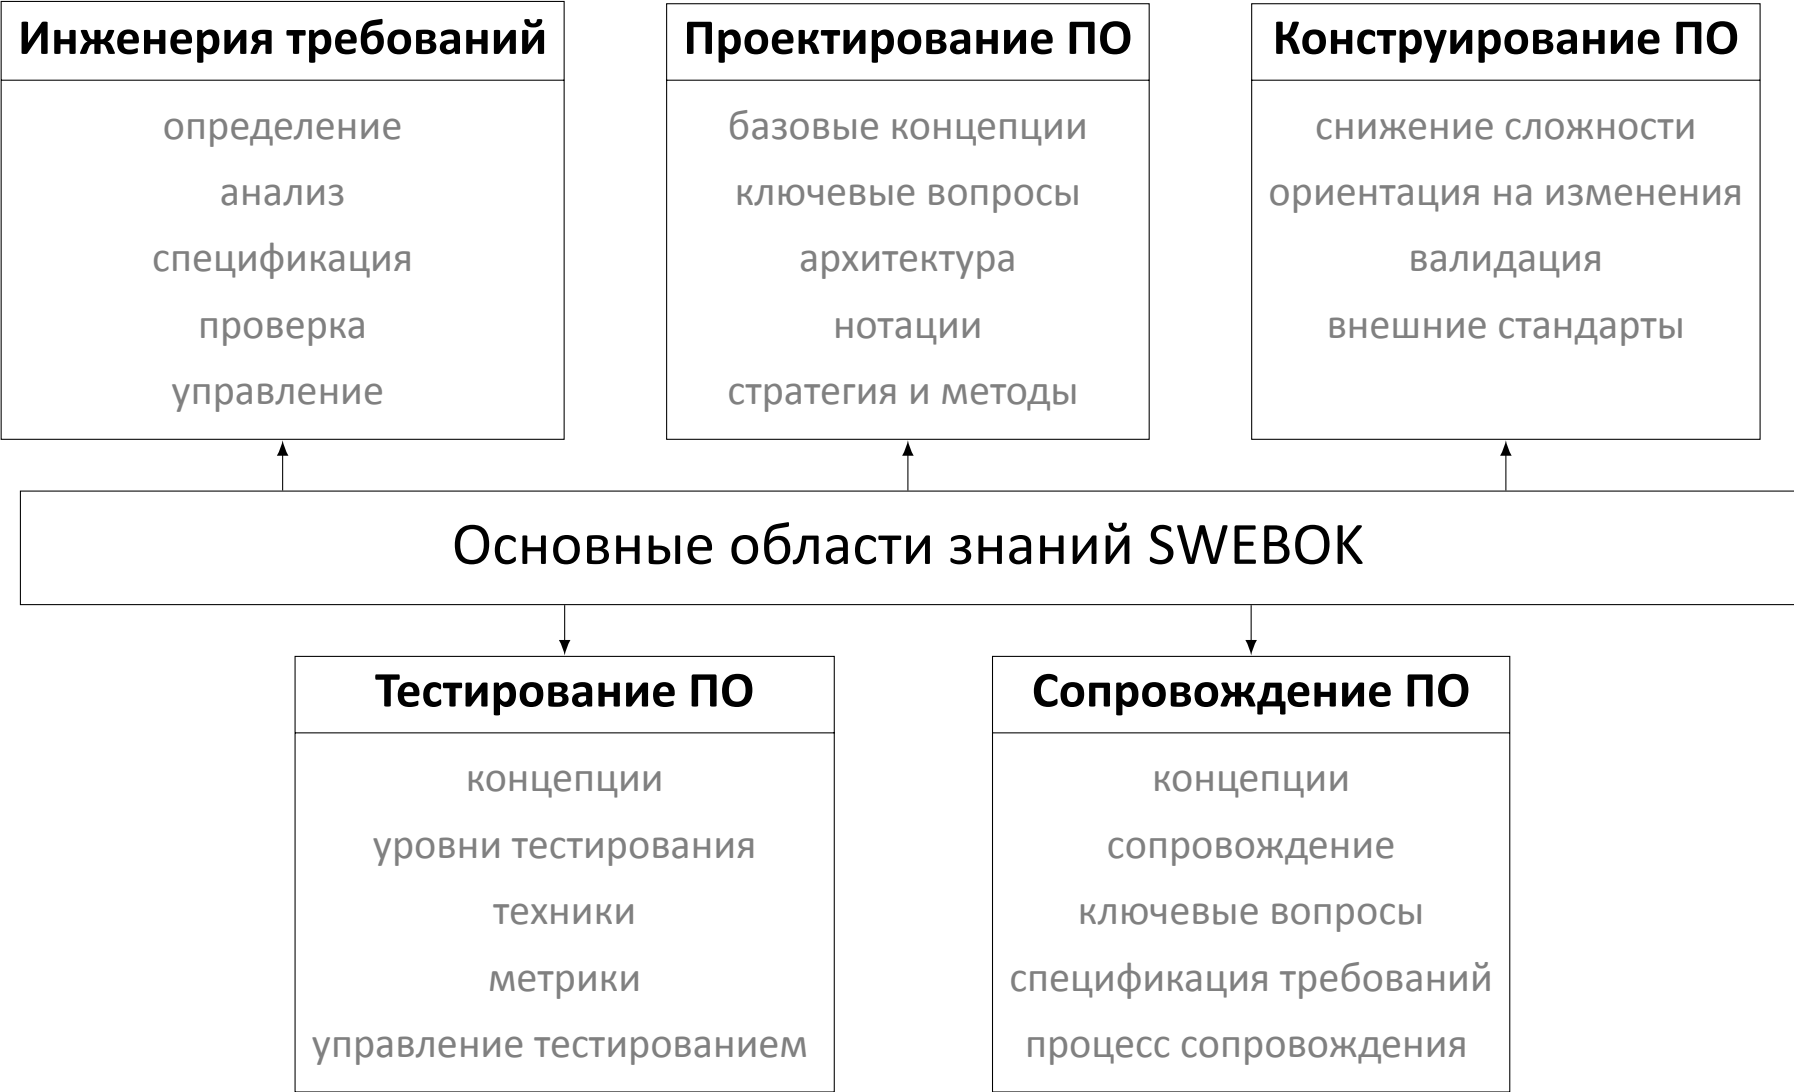 Инженерия требований
определение
анализ
спецификация
проверка
управление
Проектирование ПО
базовые концепции
ключевые вопросы
архитектура
нотации
стратегия и методы
Конструирование ПО
снижение сложности
ориентация на изменения
валидация
внешние стандарты
Основные области знаний SWEBOK
Тестирование ПО
концепции
уровни тестирования
техники
метрики
управление тестированием
Сопровождение ПО
концепции
сопровождение
ключевые вопросы
спецификация требований
процесс сопровождения